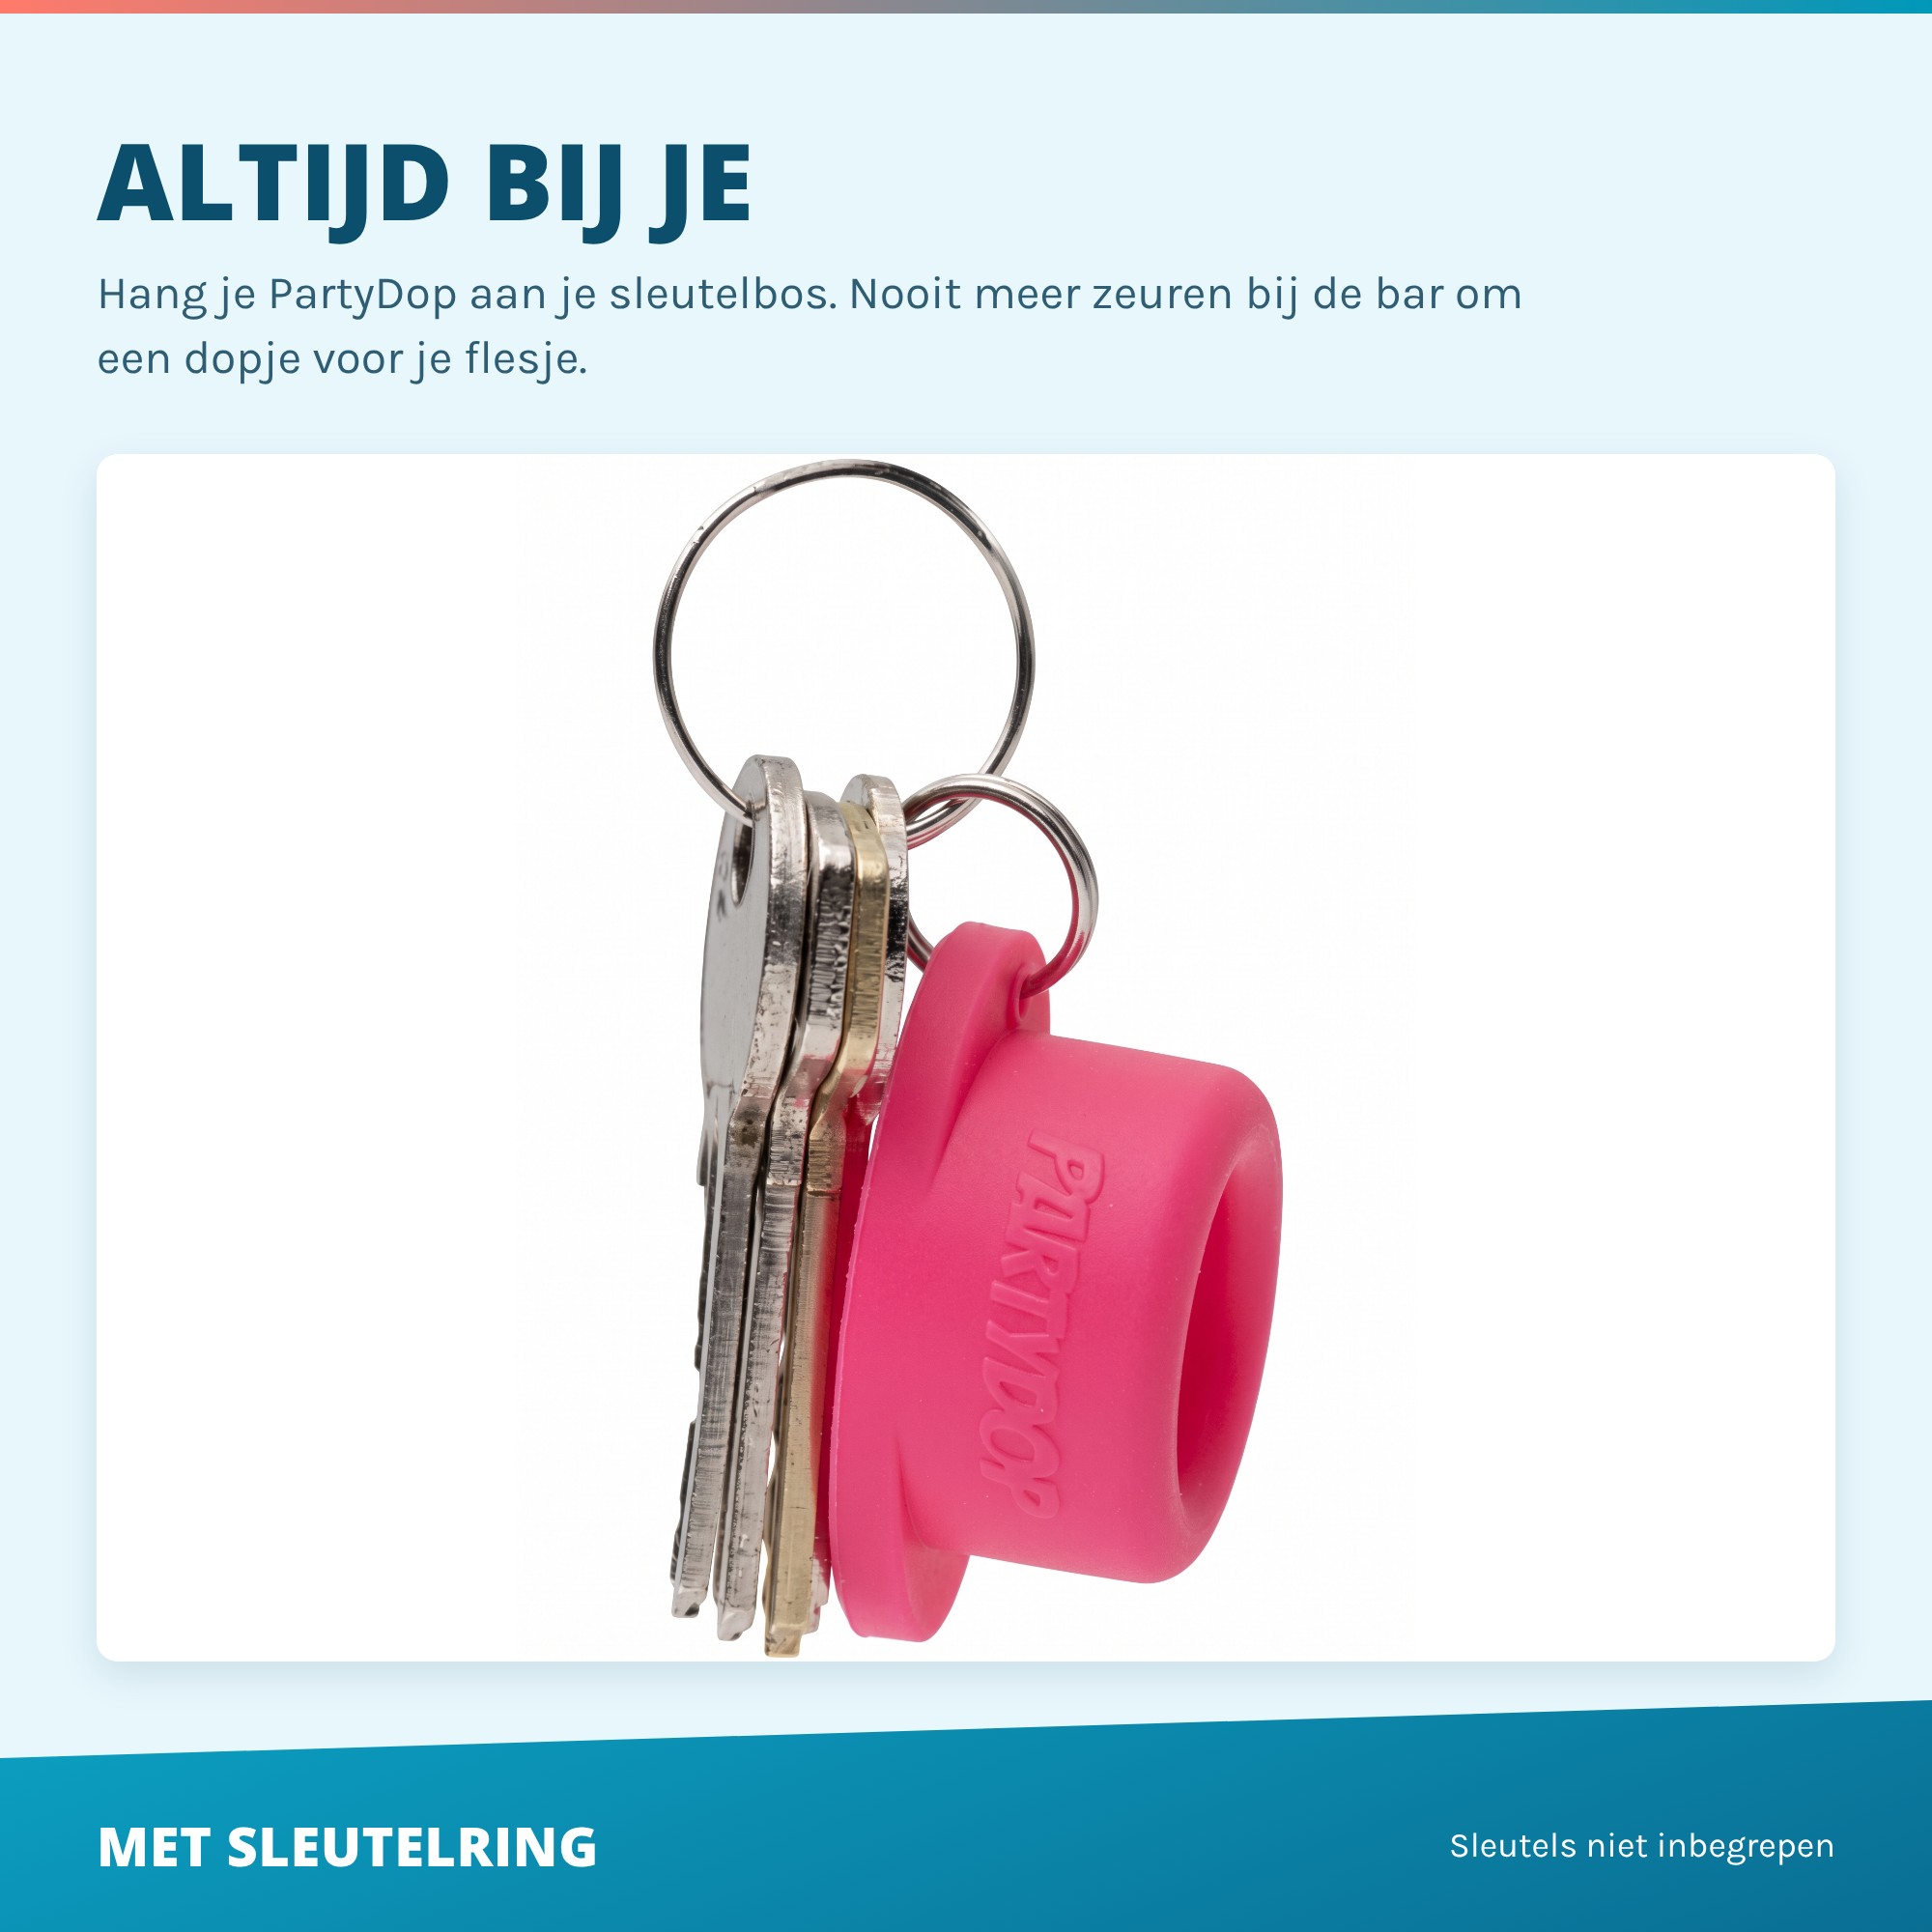 ALTIJD BIJ JE
Hang je PartyDop aan je sleutelbos. Nooit meer zeuren bij de bar om
een dopje voor je flesje.
PARTYDOP
MET SLEUTELRING
Sleutels niet inbegrepen